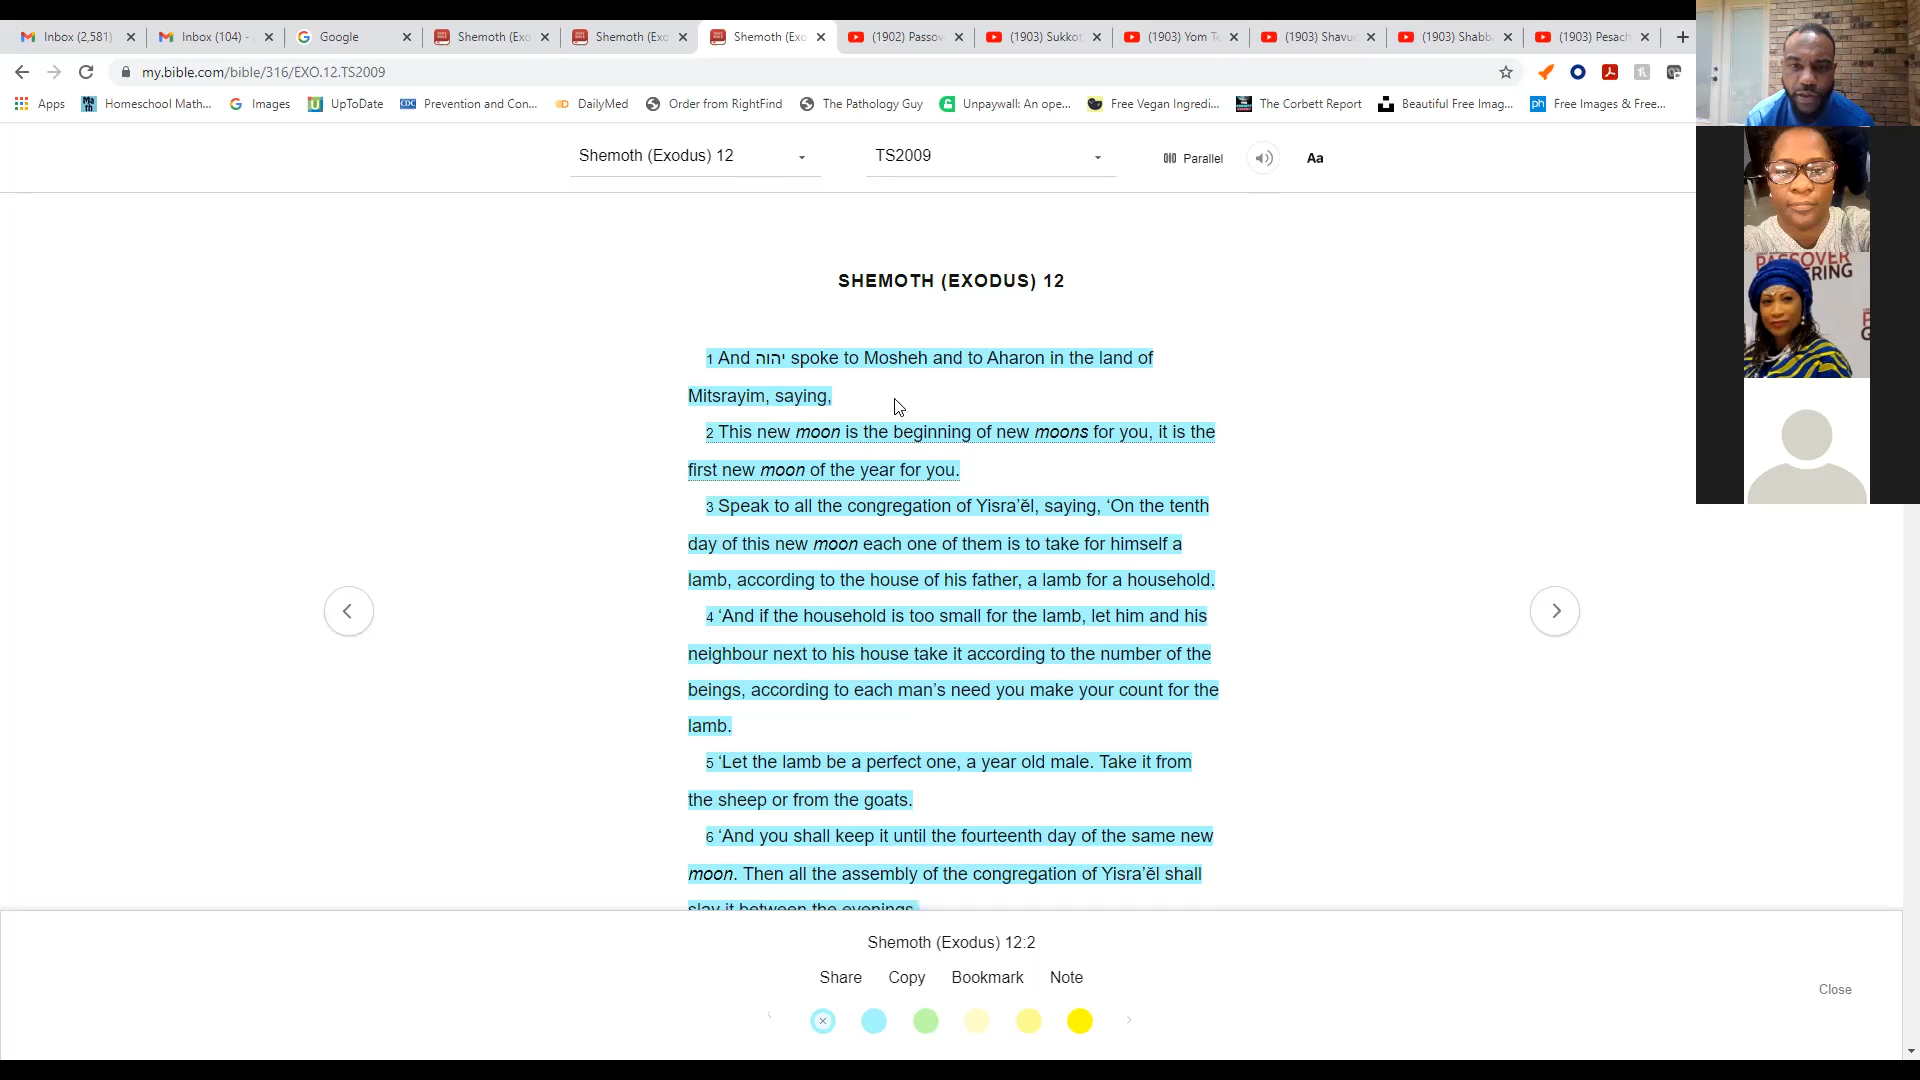 Inbox (2,581)
Inbox (104) -
Google
Shemoth (Exo
Shemoth (Exo
Shemoth (Exo
(1902) Passov
(1903) Sukkot
(1903) Yom Te
(1903) Shavu
(1903) Shabb
(1903) Pesach
my.bible.com/bible/316/EXO.12.TS2009
Apps
Homeschool Math...
Images
UpToDate
CDC Prevention and Con...
DailyMed
Order from RightFind
The Pathology Guy
Unpaywall: An ope...
Free Vegan Ingredi...
The Corbett Report
Beautiful Free Imag...
ph Free Images & Free...
Shemoth (Exodus) 12
TS2009
Parallel
Aa
PASSOVER
SHEMOTH (EXODUS) 12
1 And יהוה spoke to Mosheh and to Aharon in the land of
Mitsrayim, saying,
2 This new moon is the beginning of new moons for you, it is the
first new moon of the year for you.
3 Speak to all the congregation of Yisra’ĕl, saying, ‘On the tenth
day of this new moon each one of them is to take for himself a
lamb, according to the house of his father, a lamb for a household.
4 ‘And if the household is too small for the lamb, let him and his
neighbour next to his house take it according to the number of the
beings, according to each man’s need you make your count for the
lamb.
5 ‘Let the lamb be a perfect one, a year old male. Take it from
the sheep or from the goats.
6 ‘And you shall keep it until the fourteenth day of the same new
moon. Then all the assembly of the congregation of Yisra’ĕl shall
slay it between the evenings.
Shemoth (Exodus) 12:2
Share Copy Bookmark Note
Close